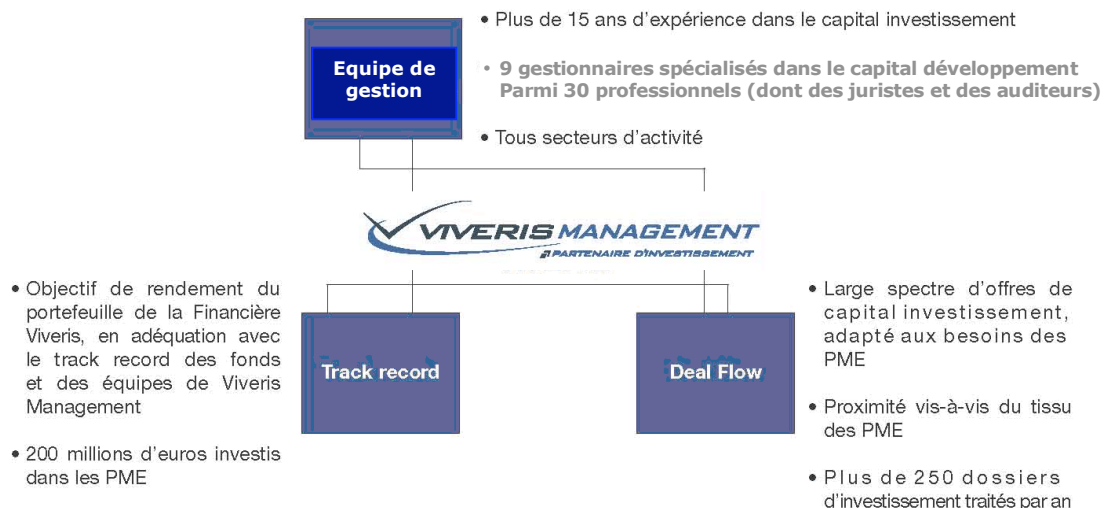 • Plus de 15 ans d'expérience dans le capital investissement
Equipe de
gestion
• 9 gestionnaires spécialisés dans le capital développement
Parmi 30 professionnels (dont des juristes et des auditeurs)
• Tous secteurs d'activité
VIVERIS MANAGEMENT
PARTENAIRE D'INVESTISSEMENT
• Objectif de rendement du
portefeuille de la Financière
Viveris, en adéquation avec
le track record des fonds
et des équipes de Viveris
Management
• 200 millions d'euros investis
dans les PME
Track record
Deal Flow
• Large spectre d'offres de
capital investissement,
adapté aux besoins des
PME
• Proximité vis-à-vis du tissu
des PME
• Plus de 250 dossiers
d'investissement traités par an